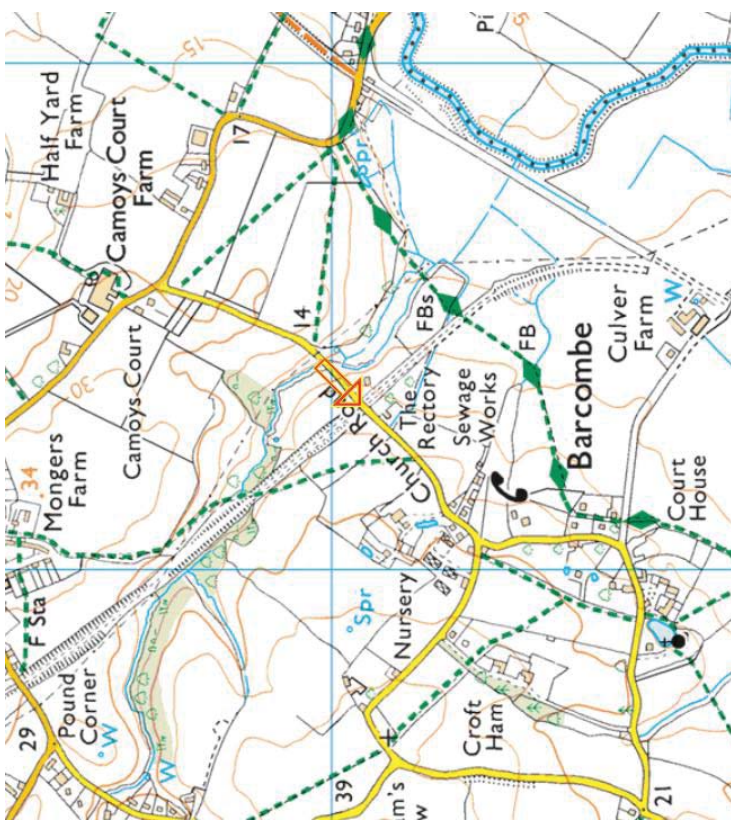 Half Yard
Farm
Camoys Court
Farm
15
17
Pi
Spr
20
14
30
Camoys Court
FBs
FB
The
Rectory
Sewage
Works
Church Road
Barcombe
Culver
Farm
W
Mongers
Farm
34
Court
House
F Sta
Spr
Nursery
Pound
Corner
W
W
Croft
Ham
29
39
21